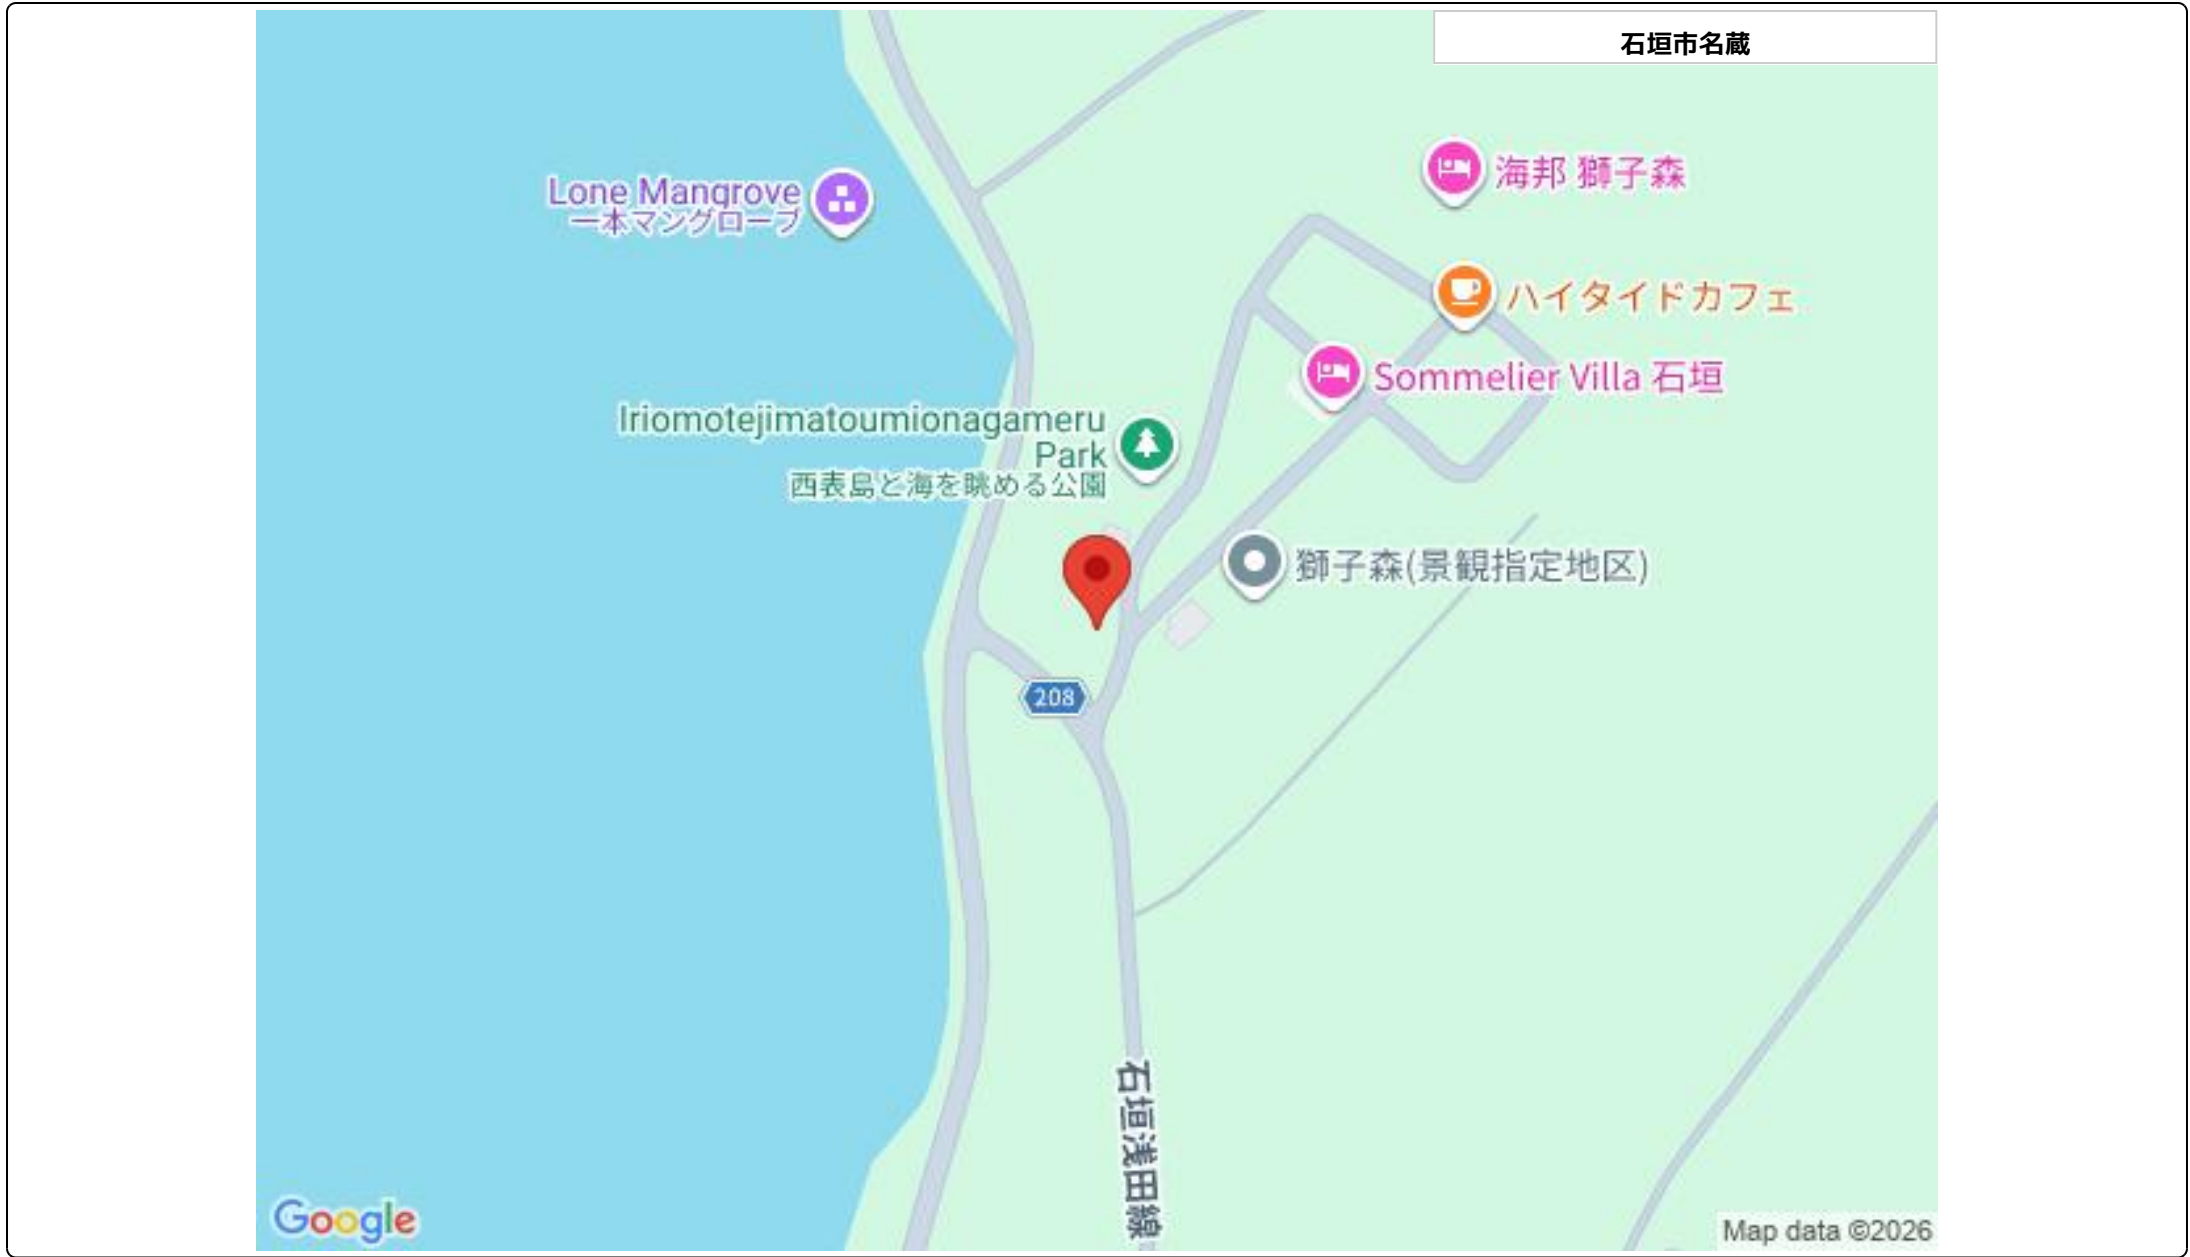 石垣市名蔵
海邦 獅子森
Lone Mangrove
一本マングローブ
ハイタイドカフェ
Sommelier Villa 石垣
Iriomotejimatoumionagameru
Park
西表島と海を眺める公園
獅子森(景観指定地区)
208
石垣浅田線
Google
Map data ©2026